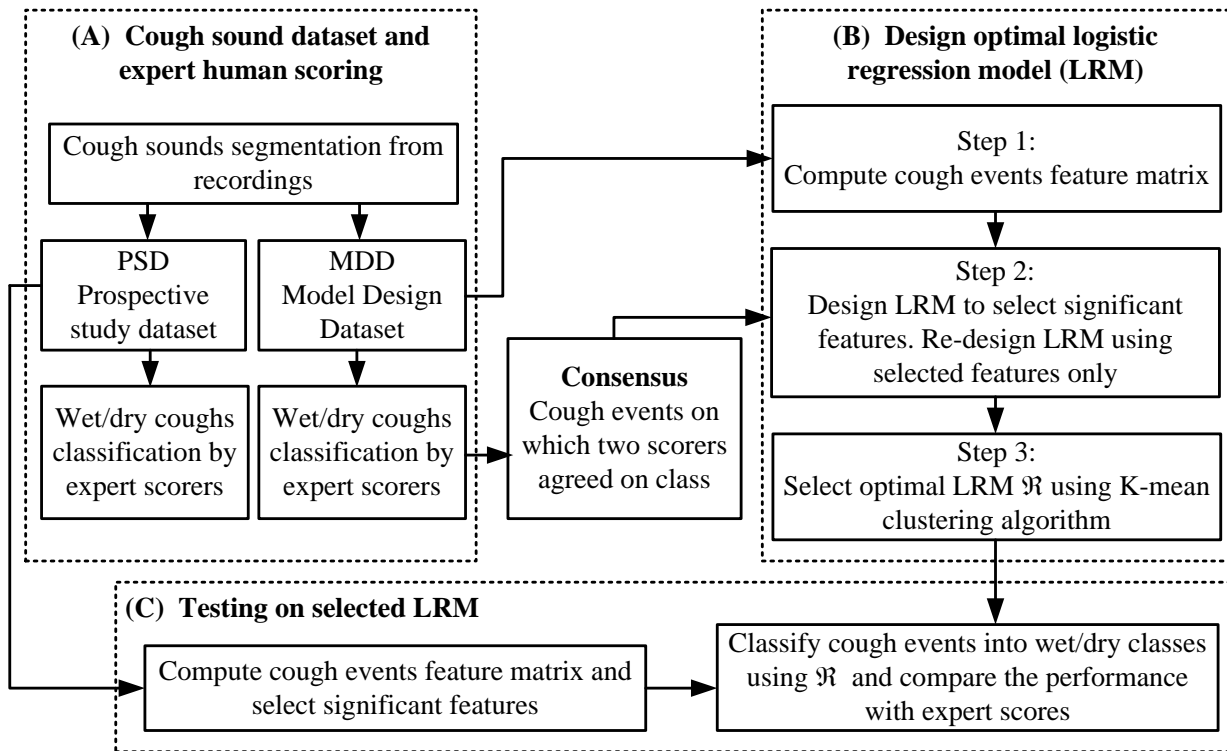 (A) Cough sound dataset and
expert human scoring
Cough sounds segmentation from
recordings
PSD
Prospective
study dataset
MDD
Model Design
Dataset
Wet/dry coughs
classification by
expert scorers
Wet/dry coughs
classification by
expert scorers
Consensus
Cough events on
which two scorers
agreed on class
(B) Design optimal logistic
regression model (LRM)
Step 1:
Compute cough events feature matrix
Step 2:
Design LRM to select significant
features. Re-design LRM using
selected features only
Step 3:
Select optimal LRM ℜ using K-mean
clustering algorithm
(C) Testing on selected LRM
Compute cough events feature matrix and
select significant features
Classify cough events into wet/dry classes
using ℜ and compare the performance
with expert scores